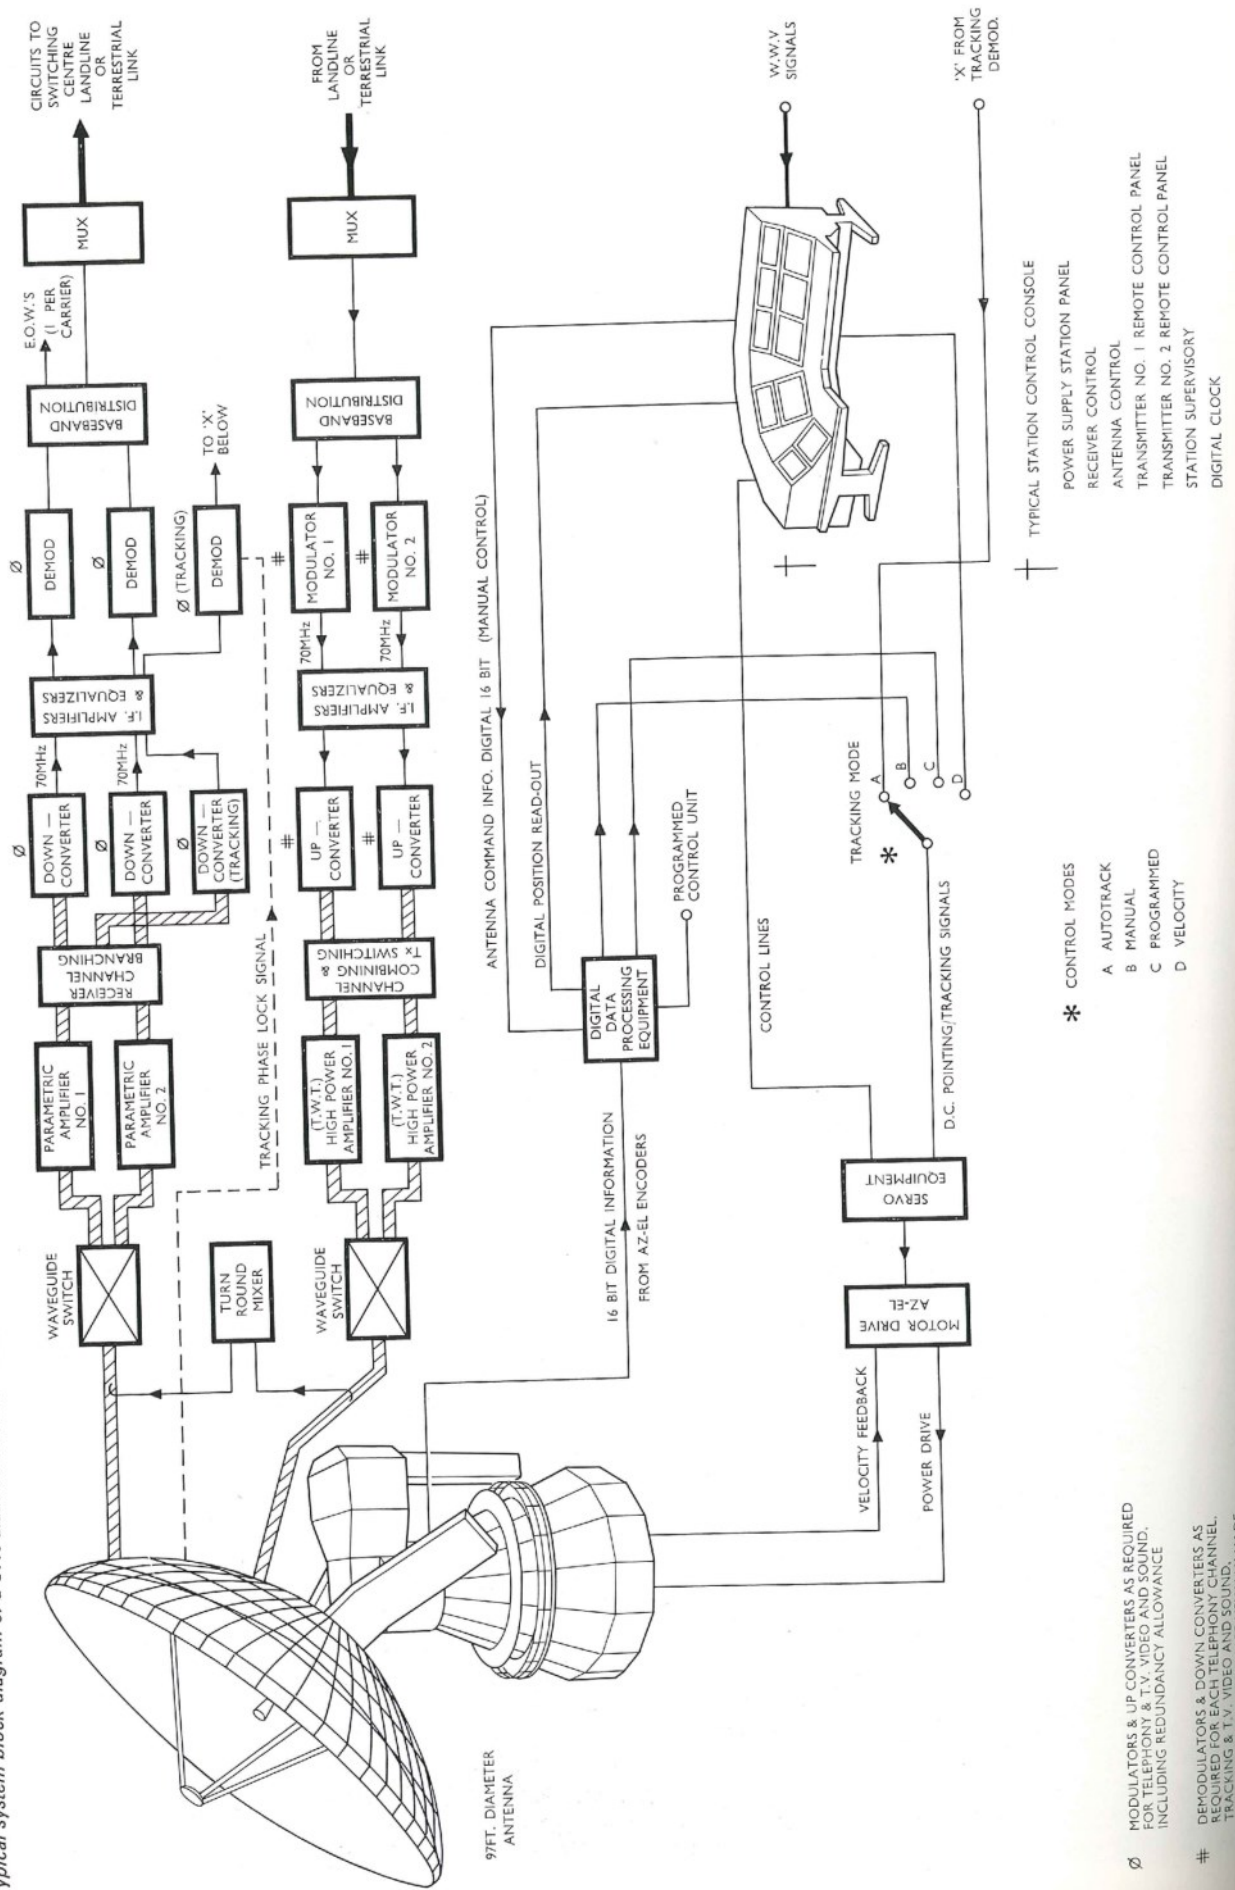 typical system block diagram of a
WAVEGUIDE
SWITCH
PARAMETRIC
AMPLIFIER
NO. 1
PARAMETRIC
AMPLIFIER
NO. 2
RECEIVER
CHANNEL
BRANCHING
Ø
DOWN —
CONVERTER
Ø
DOWN —
CONVERTER
Ø
DOWN —
CONVERTER
(TRACKING)
70MHz
70MHz
I.F. AMPLIFIERS
& EQUALIZERS
Ø
DEMOD
Ø
DEMOD
Ø (TRACKING)
DEMOD
TO 'X'
BELOW
BASEBAND
DISTRIBUTION
E.O.W.'S
(1 PER
CARRIER)
MUX
CIRCUITS TO
SWITCHING
CENTRE
LANDLINE
OR
TERRESTRIAL
LINK
TRACKING PHASE LOCK SIGNAL
TURN
ROUND
MIXER
WAVEGUIDE
SWITCH
(T.W.T.)
HIGH POWER
AMPLIFIER NO. 1
(T.W.T.)
HIGH POWER
AMPLIFIER NO. 2
CHANNEL
COMBINING &
Tx SWITCHING
#
UP —
CONVERTER
#
UP —
CONVERTER
I.F. AMPLIFIERS
& EQUALIZERS
70MHz
70MHz
#
MODULATOR
NO. 1
#
MODULATOR
NO. 2
BASEBAND
DISTRIBUTION
MUX
FROM
LANDLINE
OR
TERRESTRIAL
LINK
97FT. DIAMETER
ANTENNA
ANTENNA COMMAND INFO. DIGITAL 16 BIT (MANUAL CONTROL)
DIGITAL POSITION READ-OUT
16 BIT DIGITAL INFORMATION
FROM AZ-EL ENCODERS
DIGITAL
DATA
PROCESSING
EQUIPMENT
PROGRAMMED
CONTROL UNIT
CONTROL LINES
W.W.V
SIGNALS
'X' FROM
TRACKING
DEMOD.
TRACKING MODE
*
A
B
C
D
D.C. POINTING/TRACKING SIGNALS
SERVO
EQUIPMENT
MOTOR DRIVE
AZ-EL
VELOCITY FEEDBACK
POWER DRIVE
†
† TYPICAL STATION CONTROL CONSOLE
POWER SUPPLY STATION PANEL
RECEIVER CONTROL
ANTENNA CONTROL
TRANSMITTER NO. 1 REMOTE CONTROL PANEL
TRANSMITTER NO. 2 REMOTE CONTROL PANEL
STATION SUPERVISORY
DIGITAL CLOCK
* CONTROL MODES
A AUTOTRACK
B MANUAL
C PROGRAMMED
D VELOCITY
Ø MODULATORS & UP CONVERTERS AS REQUIRED
FOR TELEPHONY & T.V. VIDEO AND SOUND.
INCLUDING REDUNDANCY ALLOWANCE
# DEMODULATORS & DOWN CONVERTERS AS
REQUIRED FOR EACH TELEPHONY CHANNEL.
TRACKING & T.V. VIDEO AND SOUND.